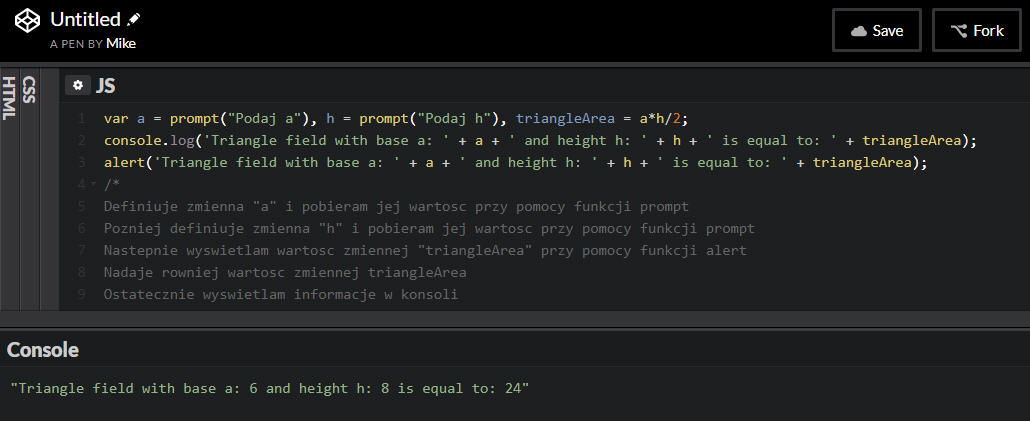 Untitled
A PEN BY Mike
Save
Fork
HTML
CSS
JS
1 var a = prompt("Podaj a"), h = prompt("Podaj h"), triangleArea = a*h/2;
2 console.log('Triangle field with base a: ' + a + ' and height h: ' + h + ' is equal to: ' + triangleArea);
3 alert('Triangle field with base a: ' + a + ' and height h: ' + h + ' is equal to: ' + triangleArea);
4 /*
5 Definiuje zmienna "a" i pobieram jej wartosc przy pomocy funkcji prompt
6 Pozniej definiuje zmienna "h" i pobieram jej wartosc przy pomocy funkcji prompt
7 Nastepnie wyswietlam wartosc zmiennej "triangleArea" przy pomocy funkcji alert
8 Nadaje rowniej wartosc zmiennej triangleArea
9 Ostatecznie wyswietlam informacje w konsoli
Console
"Triangle field with base a: 6 and height h: 8 is equal to: 24"